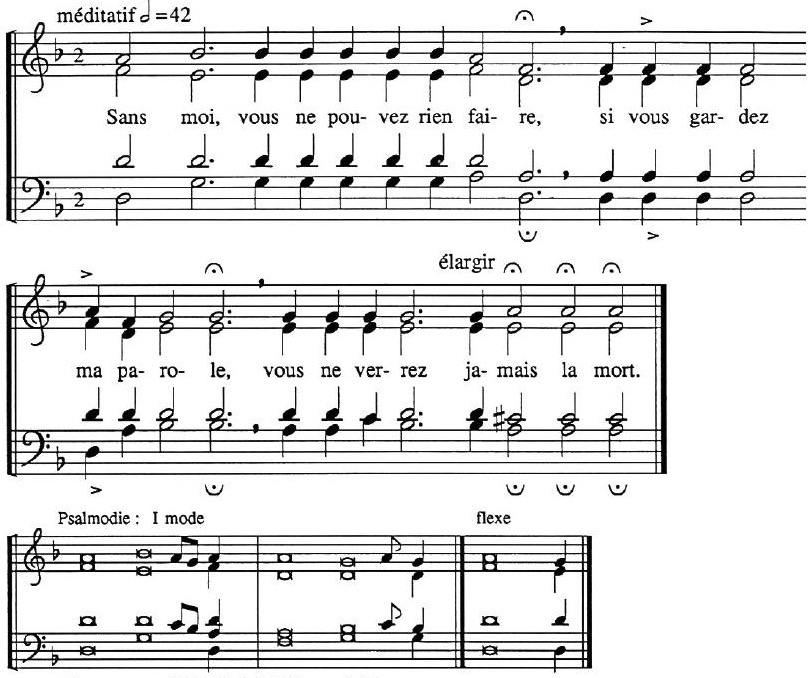 méditatif 𝅗𝅥 =42
Sans moi, vous ne pou- vez rien fai- re, si vous gar- dez
élargir
ma pa- ro- le, vous ne ver- rez ja- mais la mort.
Psalmodie : I mode flexe